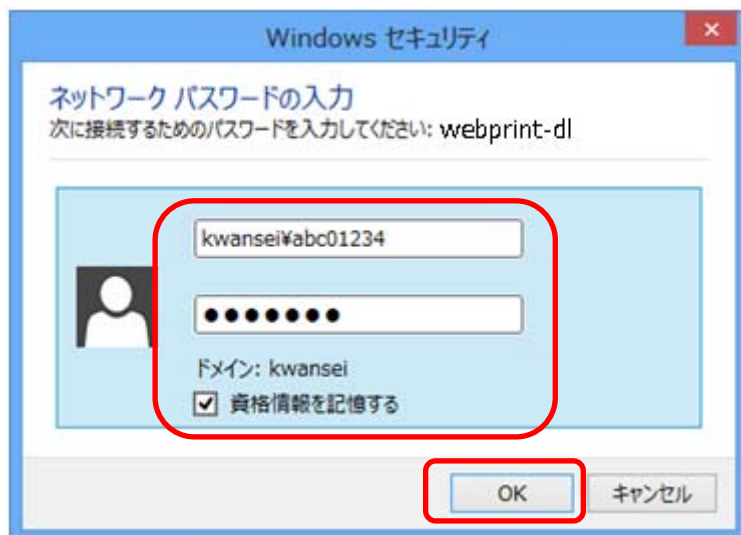 Windows セキュリティ
ネットワーク パスワードの入力
次に接続するためのパスワードを入力してください: webprint-dl
kwansei¥abc01234
●●●●●●●
ドメイン: kwansei
資格情報を記憶する
OK
キャンセル